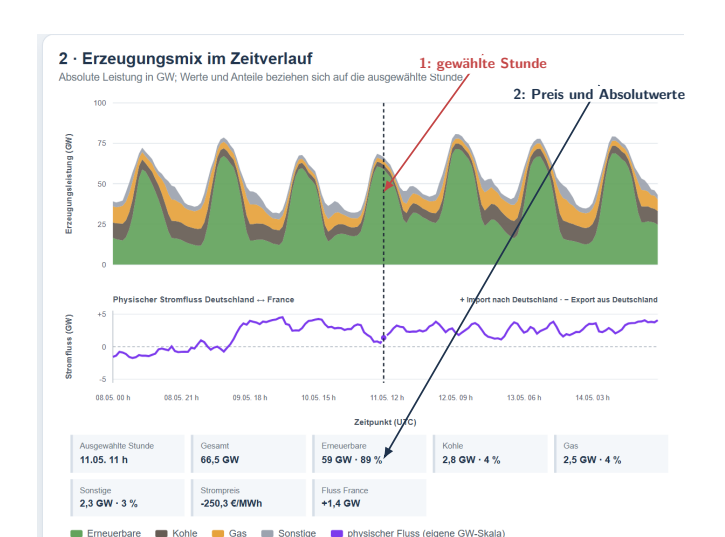 2 · Erzeugungsmix im Zeitverlauf
1: gewählte Stunde
Absolute Leistung in GW; Werte und Anteile beziehen sich auf die ausgewählte Stunde.
2: Preis und Absolutwerte
Erzeugungsleistung (GW)
100
75
50
25
0
Physischer Stromfluss Deutschland ↔ France
+ Import nach Deutschland · − Export aus Deutschland
Stromfluss (GW)
+5
0
-5
08.05. 00 h
08.05. 21 h
09.05. 18 h
10.05. 15 h
11.05. 12 h
12.05. 09 h
13.05. 06 h
14.05. 03 h
Zeitpunkt (UTC)
Ausgewählte Stunde
11.05. 11 h
Gesamt
66,5 GW
Erneuerbare
59 GW · 89 %
Kohle
2,8 GW · 4 %
Gas
2,5 GW · 4 %
Sonstige
2,3 GW · 3 %
Strompreis
-250,3 €/MWh
Fluss France
+1,4 GW
Erneuerbare Kohle Gas Sonstige physischer Fluss (eigene GW-Skala)